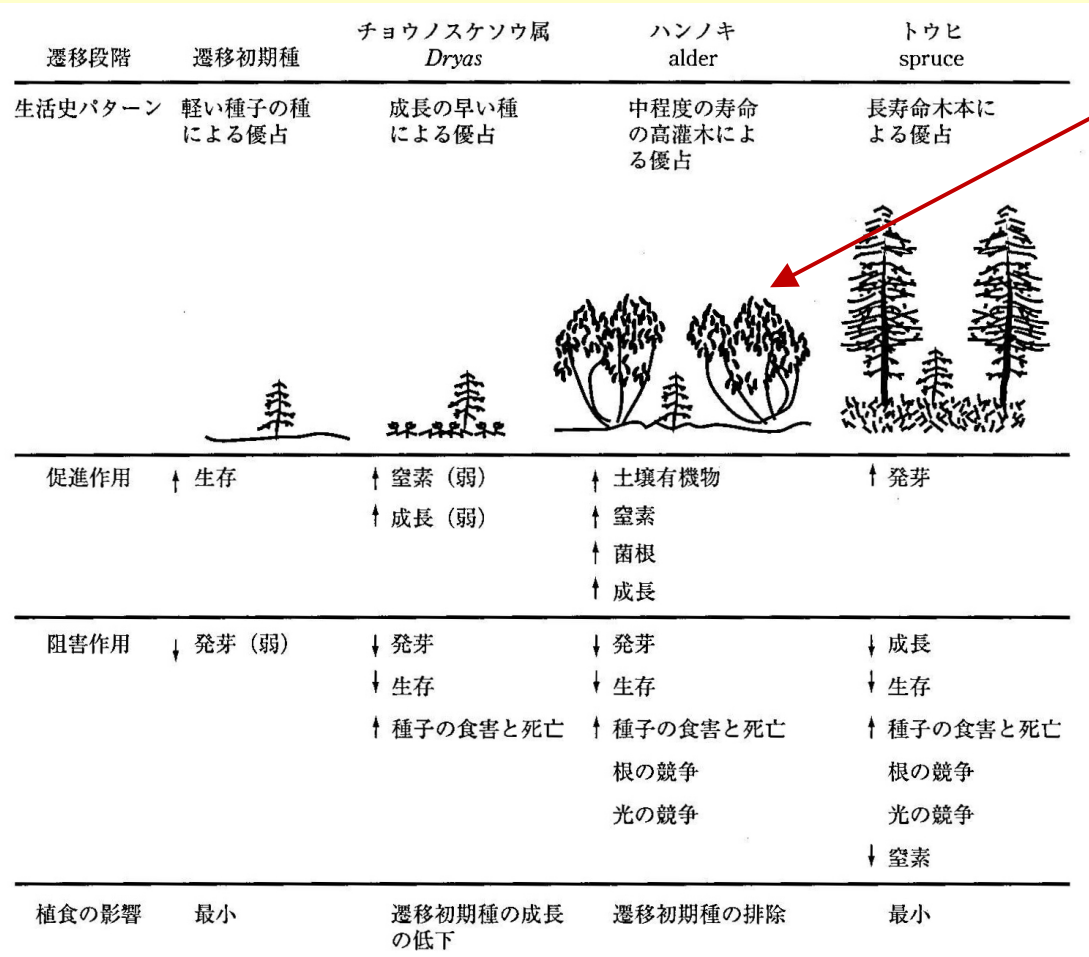 遷移段階 遷移初期種 チョウノスケソウ属 ハンノキ トウヒ
Dryas alder spruce
生活史パターン 軽い種子の種 成長の早い種 中程度の寿命 長寿命木本に
による優占 による優占 の高灌木によ よる優占
る優占
促進作用 ↑ 生存 ↑ 窒素（弱） ↑ 土壌有機物 ↑ 発芽
↑ 成長（弱） ↑ 窒素
↑ 菌根
↑ 成長
阻害作用 ↓ 発芽（弱） ↓ 発芽 ↓ 発芽 ↓ 成長
↓ 生存 ↓ 生存 ↓ 生存
↑ 種子の食害と死亡 ↑ 種子の食害と死亡 ↑ 種子の食害と死亡
根の競争 根の競争
光の競争 光の競争
↓ 窒素
植食の影響 最小 遷移初期種の成長 遷移初期種の排除 最小
の低下